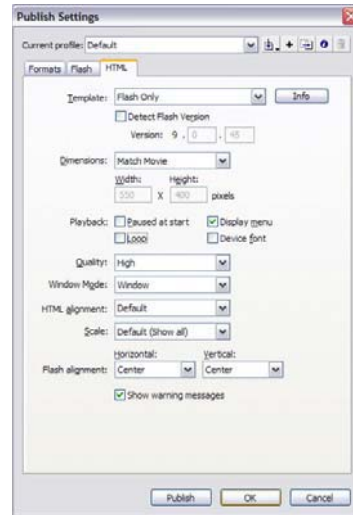 Publish Settings
Current profile: Default
Formats Flash HTML
Template: Flash Only Info
Detect Flash Version
Version: 9 . 0 . 45
Dimensions: Match Movie
Width: Height:
550 X 400 pixels
Playback: Paused at start Display menu
Loop Device font
Quality: High
Window Mode: Window
HTML alignment: Default
Scale: Default (Show all)
Horizontal: Vertical:
Flash alignment: Center Center
Show warning messages
Publish OK Cancel